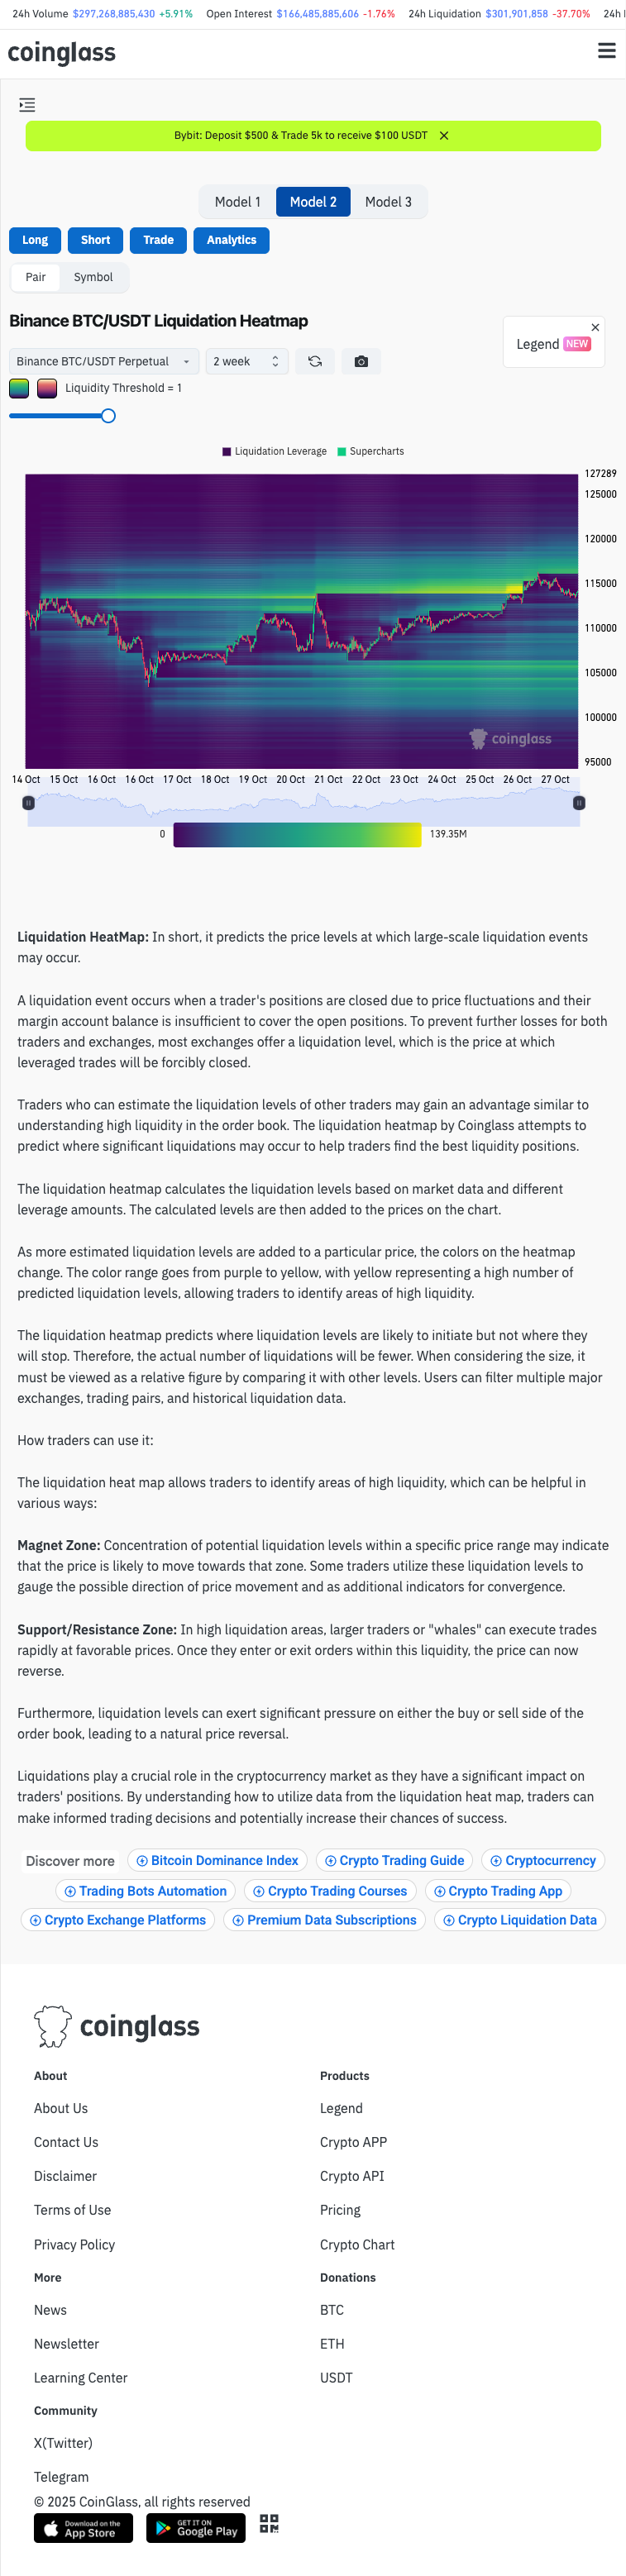 24h Volume $297,268,885,430 +5.91% Open Interest $166,485,885,606 -1.76% 24h Liquidation $301,901,858 -37.70% 24h
coinglass
Bybit: Deposit $500 & Trade 5k to receive $100 USDT
Model 1 Model 2 Model 3
Long Short Trade Analytics
Pair Symbol
Binance BTC/USDT Liquidation Heatmap
Legend NEW
Binance BTC/USDT Perpetual 2 week
Liquidity Threshold = 1
Liquidation Leverage Supercharts
127289
125000
120000
115000
110000
105000
100000
95000
coinglass
14 Oct 15 Oct 16 Oct 16 Oct 17 Oct 18 Oct 19 Oct 20 Oct 21 Oct 22 Oct 23 Oct 24 Oct 25 Oct 26 Oct 27 Oct
0 139.35M
Liquidation HeatMap: In short, it predicts the price levels at which large-scale liquidation events
may occur.
A liquidation event occurs when a trader's positions are closed due to price fluctuations and their
margin account balance is insufficient to cover the open positions. To prevent further losses for both
traders and exchanges, most exchanges offer a liquidation level, which is the price at which
leveraged trades will be forcibly closed.
Traders who can estimate the liquidation levels of other traders may gain an advantage similar to
understanding high liquidity in the order book. The liquidation heatmap by Coinglass attempts to
predict where significant liquidations may occur to help traders find the best liquidity positions.
The liquidation heatmap calculates the liquidation levels based on market data and different
leverage amounts. The calculated levels are then added to the prices on the chart.
As more estimated liquidation levels are added to a particular price, the colors on the heatmap
change. The color range goes from purple to yellow, with yellow representing a high number of
predicted liquidation levels, allowing traders to identify areas of high liquidity.
The liquidation heatmap predicts where liquidation levels are likely to initiate but not where they
will stop. Therefore, the actual number of liquidations will be fewer. When considering the size, it
must be viewed as a relative figure by comparing it with other levels. Users can filter multiple major
exchanges, trading pairs, and historical liquidation data.
How traders can use it:
The liquidation heat map allows traders to identify areas of high liquidity, which can be helpful in
various ways:
Magnet Zone: Concentration of potential liquidation levels within a specific price range may indicate
that the price is likely to move towards that zone. Some traders utilize these liquidation levels to
gauge the possible direction of price movement and as additional indicators for convergence.
Support/Resistance Zone: In high liquidation areas, larger traders or "whales" can execute trades
rapidly at favorable prices. Once they enter or exit orders within this liquidity, the price can now
reverse.
Furthermore, liquidation levels can exert significant pressure on either the buy or sell side of the
order book, leading to a natural price reversal.
Liquidations play a crucial role in the cryptocurrency market as they have a significant impact on
traders' positions. By understanding how to utilize data from the liquidation heat map, traders can
make informed trading decisions and potentially increase their chances of success.
Discover more Bitcoin Dominance Index Crypto Trading Guide Cryptocurrency
Trading Bots Automation Crypto Trading Courses Crypto Trading App
Crypto Exchange Platforms Premium Data Subscriptions Crypto Liquidation Data
coinglass
About Products
About Us Legend
Contact Us Crypto APP
Disclaimer Crypto API
Terms of Use Pricing
Privacy Policy Crypto Chart
More Donations
News BTC
Newsletter ETH
Learning Center USDT
Community
X(Twitter)
Telegram
© 2025 CoinGlass, all rights reserved
Download on the App Store GET IT ON Google Play